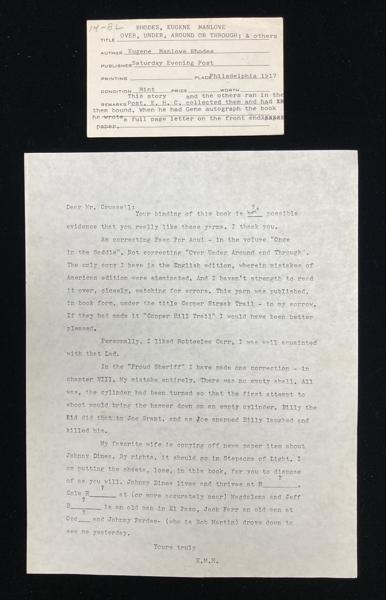 14-82
RHODES, EUGENE MANLOVE
TITLE OVER, UNDER, AROUND OR THROUGH; & others
AUTHOR Eugene Manlove Rhodes
PUBLISHER Saturday Evening Post
PRINTING PLACE Philadelphia 1917
CONDITION Mint PRICE WORTH
This story and the others ran in the
REMARKS Post. E. H. C. collected them and had
them bound. When he had Gene autograph the book
he wrote a full page letter on the front end
paper.
Dear Mr. Crussell:
Your binding of this book is possible
evidence that you really like these yarns. I thank you.
Am correcting Paso Por Aqui - in the volume "Once
in the Saddle". Not correcting "Over Under Around and Through".
The only copy I have is the English edition, wherein mistakes of
American edition were eliminated. And I haven't strength to read
it over, closely, watching for errors. This yarn was published,
in book form, under the title Copper Streak Trail - to my sorrow.
If they had made it "Copper Hill Trail" I would have been better
pleased.
Personally, I liked Robteelee Carr. I was well acquainted
with that lad.
In the "Proud Sheriff" I have made one correction - in
chapter VIII. My mistake entirely. There was no empty shell. All
was, the cylinder had been turned so that the first attempt to
shoot would bring the hammer down on an empty cylinder. Billy the
Kid did that to Joe Grant, and as Joe snapped Billy laughed and
killed him.
My favorite wife is copying off news paper item about
Johnny Dines. By rights, it should go in Stepsons of Light. I
am putting the sheets, loose, in this book, for you to dispose
of as you will. Johnny Dines lives and thrives at H____?.
Cole R____? at (or more accurately near) Magdalena and Jeff
B____? is an old man in El Paso, Jack Farr an old man at
___? and Johnny Pardee- (who is Bob Martin) drove down to
see me yesterday.
Yours truly
E.M.R.